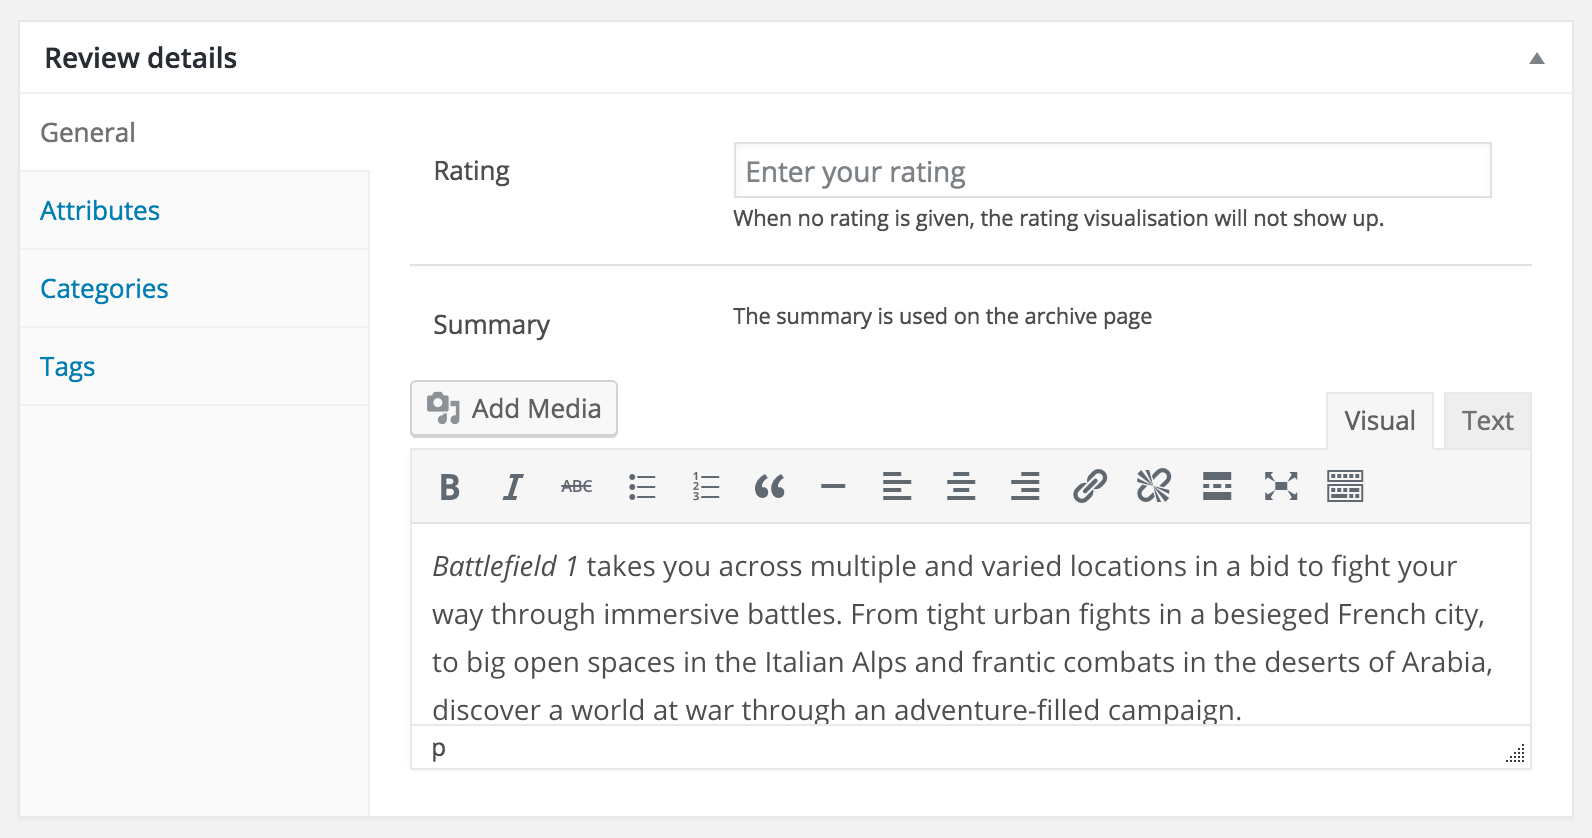 Review details
General
Attributes
Categories
Tags
Rating
Enter your rating
When no rating is given, the rating visualisation will not show up.
Summary
The summary is used on the archive page
Add Media
Visual
Text
B I ABC 1 2 3
Battlefield 1 takes you across multiple and varied locations in a bid to fight your
way through immersive battles. From tight urban fights in a besieged French city,
to big open spaces in the Italian Alps and frantic combats in the deserts of Arabia,
discover a world at war through an adventure-filled campaign.
p